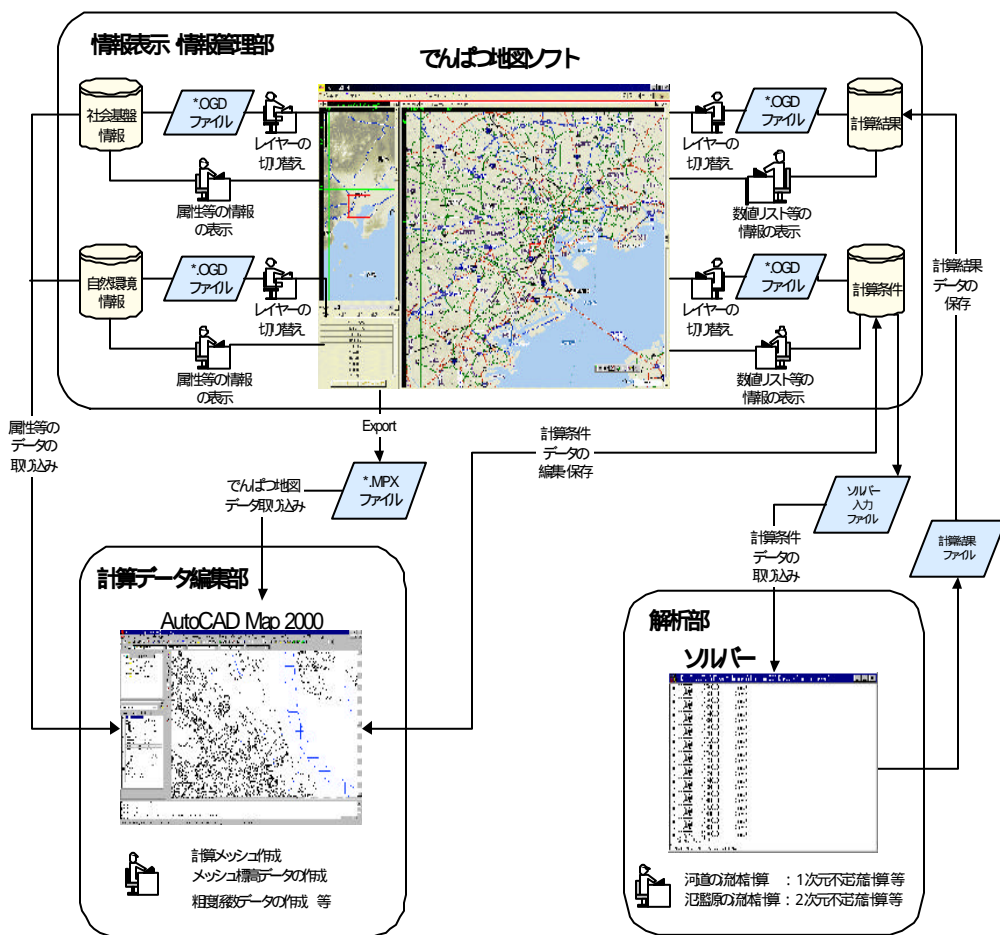 情報表示・情報管理部
でんぱつ地図ソフト
社会基盤
情報
*.OGD
ファイル
レイヤーの
切り替え
属性等の情報
の表示
*.OGD
ファイル
レイヤーの
切り替え
計算結果
数値リスト等の
情報の表示
自然環境
情報
*.OGD
ファイル
レイヤーの
切り替え
属性等の情報
の表示
*.OGD
ファイル
レイヤーの
切り替え
計算条件
数値リスト等の
情報の表示
計算結果
データの
保存
属性等の
データの
取り込み
Export
*.MPX
ファイル
でんぱつ地図
データ取り込み
計算条件
データの
編集・保存
ソルバー
入力
ファイル
計算条件
データの
取り込み
計算結果
ファイル
計算データ編集部
AutoCAD Map 2000
計算メッシュ作成
メッシュ標高データの作成
粗度係数データの作成 等
解析部
ソルバー
河道の流体計算 : 1次元不定流計算等
氾濫原の流体計算 : 2次元不定流計算等